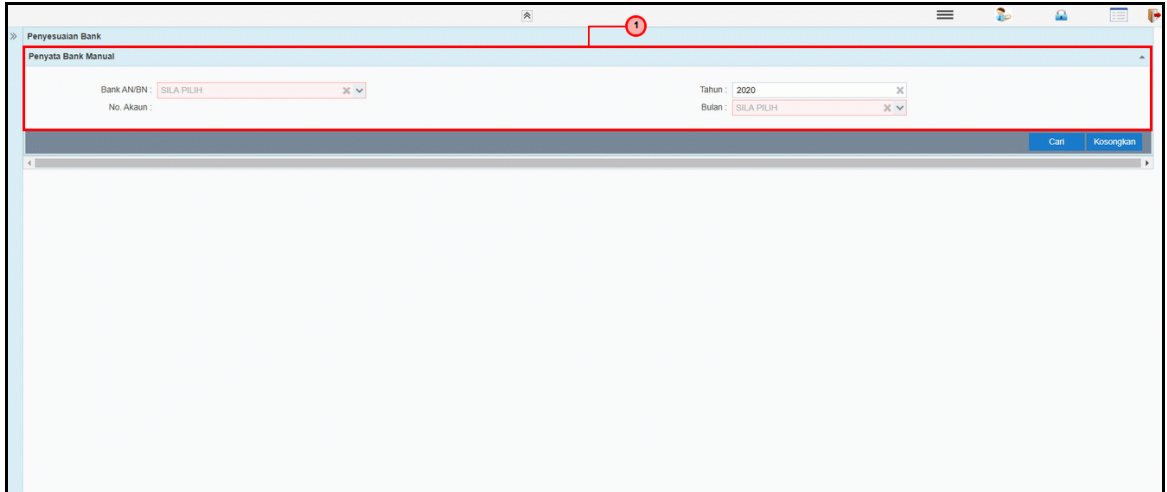 1
Penyesuaian Bank
Penyata Bank Manual
Bank AN/BN : SILA PILIH Tahun : 2020
No. Akaun : Bulan : SILA PILIH
Cari Kosongkan